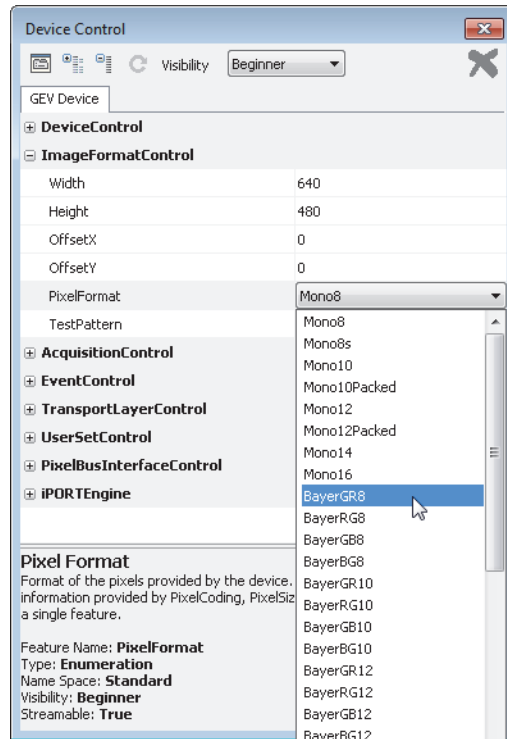 Device Control
Visibility Beginner
GEV Device
DeviceControl
ImageFormatControl
Width 640
Height 480
OffsetX 0
OffsetY 0
PixelFormat Mono8
TestPattern
AcquisitionControl
EventControl
TransportLayerControl
UserSetControl
PixelBusInterfaceControl
iPORTEngine
Mono8
Mono8s
Mono10
Mono10Packed
Mono12
Mono12Packed
Mono14
Mono16
BayerGR8
BayerRG8
BayerGB8
BayerBG8
BayerGR10
BayerRG10
BayerGB10
BayerBG10
BayerGR12
BayerRG12
BayerGB12
BayerBG12
Pixel Format
Format of the pixels provided by the device.
information provided by PixelCoding, PixelSiz
a single feature.
Feature Name: PixelFormat
Type: Enumeration
Name Space: Standard
Visibility: Beginner
Streamable: True